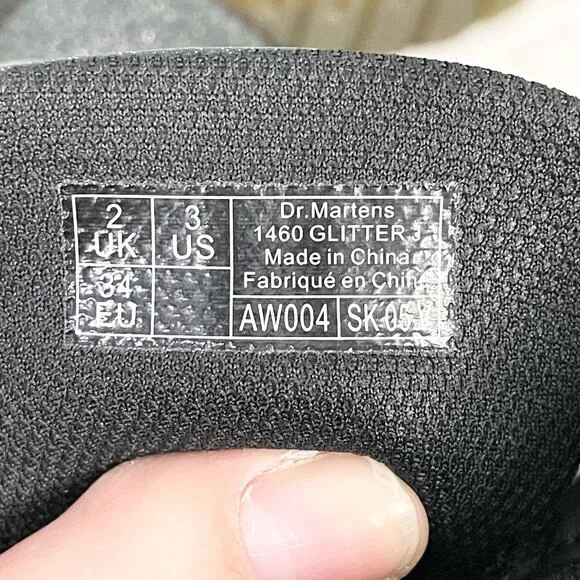 2 UK
3 US
34 EU
Dr.Martens
1460 GLITTER J
Made in China
Fabriqué en Chine
AW004
SK 05 Y